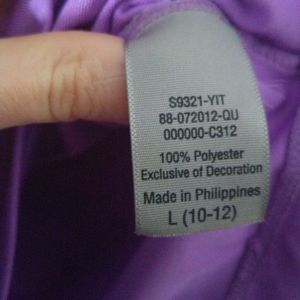 S9321-YIT
88-072012-QU
000000-C312
100% Polyester
Exclusive of Decoration
Made in Philippines
L (10-12)